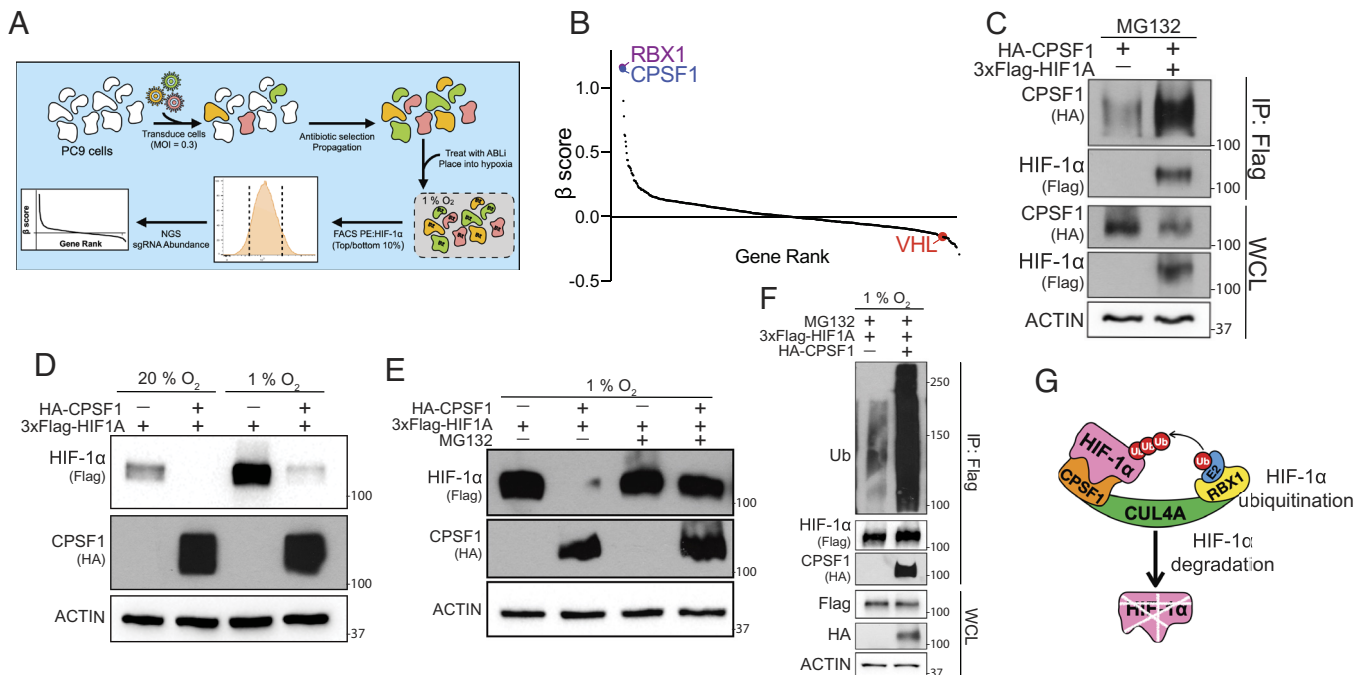 A
PC9 cells
Transduce cells
(MOI = 0.3)
Antibiotic selection
Propagation
Treat with ABLi
Place into hypoxia
1 % O2
FACS PE:HIF-1α
(Top/bottom 10%)
NGS
sgRNA Abundance
β score
Gene Rank
B
RBX1
CPSF1
β score
1.0
0.5
0.0
-0.5
Gene Rank
VHL
C
MG132
HA-CPSF1 + +
3xFlag-HIF1A – +
CPSF1
(HA)
100
HIF-1α
(Flag)
100
IP: Flag
CPSF1
(HA)
100
HIF-1α
(Flag)
100
ACTIN
37
WCL
D
20 % O2 1 % O2
HA-CPSF1 – + – +
3xFlag-HIF1A + + + +
HIF-1α
(Flag)
100
CPSF1
(HA)
100
ACTIN
37
E
1 % O2
HA-CPSF1 – + – +
3xFlag-HIF1A + + + +
MG132 – – + +
HIF-1α
(Flag)
100
CPSF1
(HA)
100
ACTIN
37
F
1 % O2
MG132 + +
3xFlag-HIF1A + +
HA-CPSF1 – +
250
150
Ub
100
HIF-1α
(Flag)
100
CPSF1
(HA)
100
IP: Flag
Flag
100
HA
100
ACTIN
37
WCL
G
HIF-1α
Ub Ub Ub
Ub
E2
CPSF1
RBX1
CUL4A
HIF-1α
ubiquitination
HIF-1α
degradation
HIF-1α